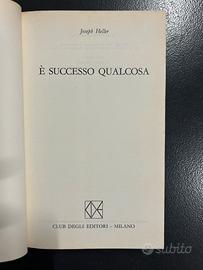 Joseph Heller
È SUCCESSO QUALCOSA
CLUB DEGLI EDITORI – MILANO
subito